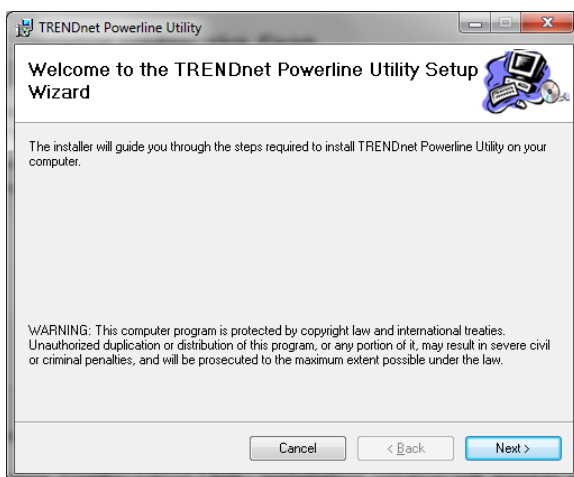 TRENDnet Powerline Utility
Welcome to the TRENDnet Powerline Utility Setup
Wizard
The installer will guide you through the steps required to install TRENDnet Powerline Utility on your
computer.
WARNING: This computer program is protected by copyright law and international treaties.
Unauthorized duplication or distribution of this program, or any portion of it, may result in severe civil
or criminal penalties, and will be prosecuted to the maximum extent possible under the law.
Cancel < Back Next >